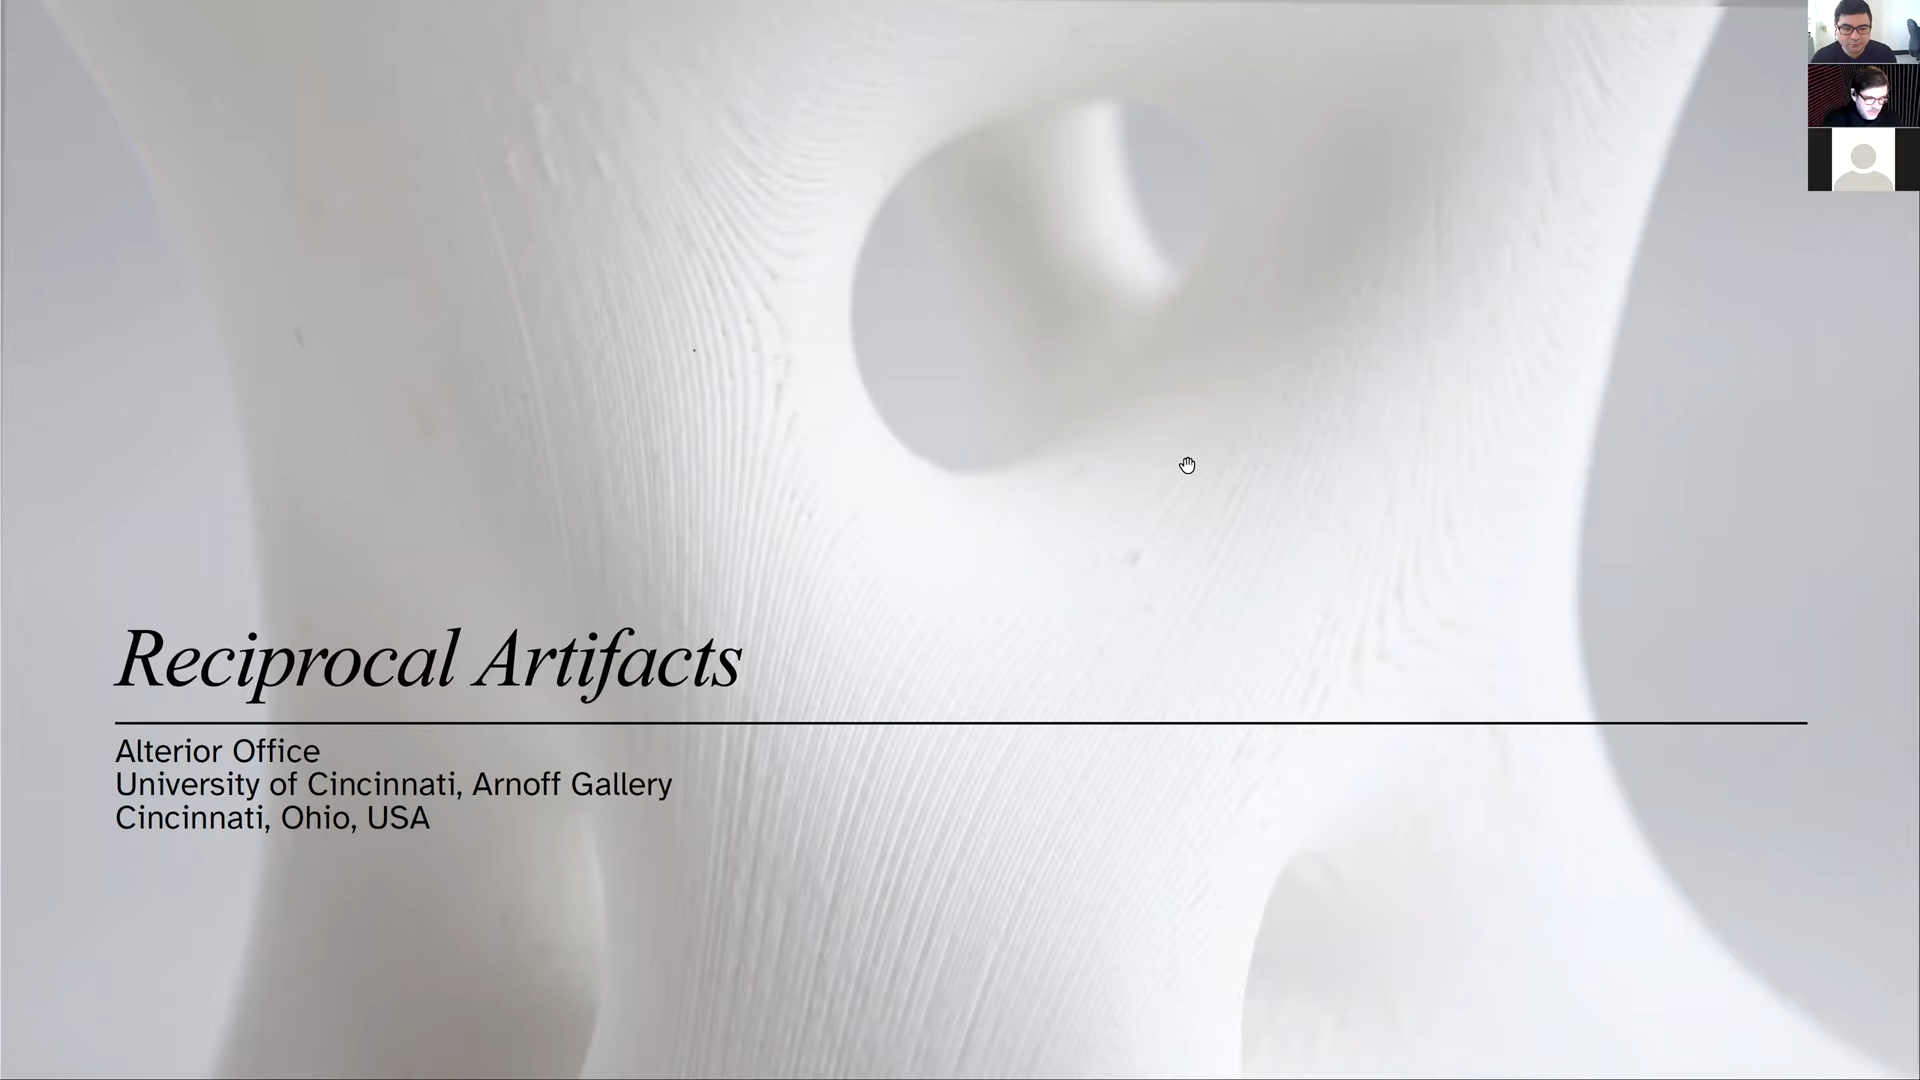 Reciprocal Artifacts
Alterior Office
University of Cincinnati, Arnoff Gallery
Cincinnati, Ohio, USA